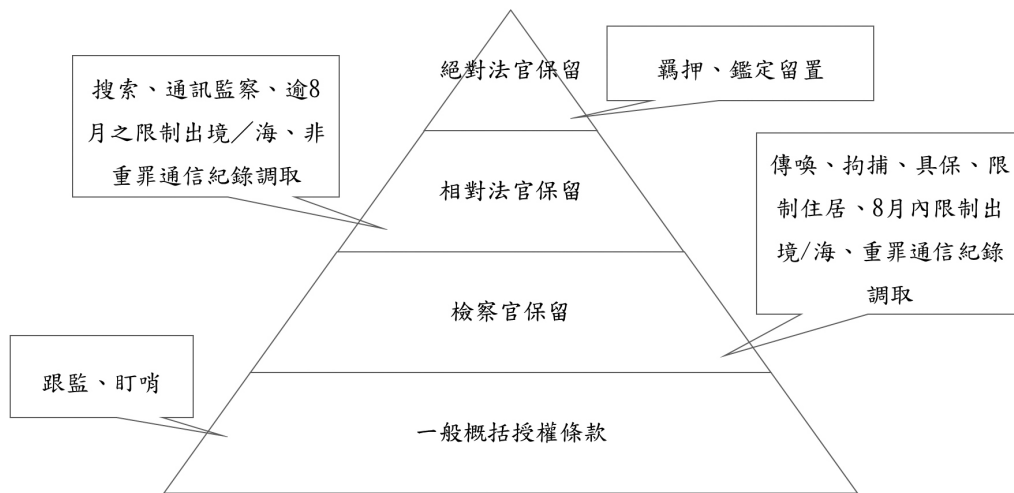 絕對法官保留
羈押、鑑定留置
搜索、通訊監察、逾8
月之限制出境／海、非
重罪通信紀錄調取
相對法官保留
傳喚、拘捕、具保、限
制住居、8月內限制出
境/海、重罪通信紀錄
調取
檢察官保留
跟監、盯哨
一般概括授權條款